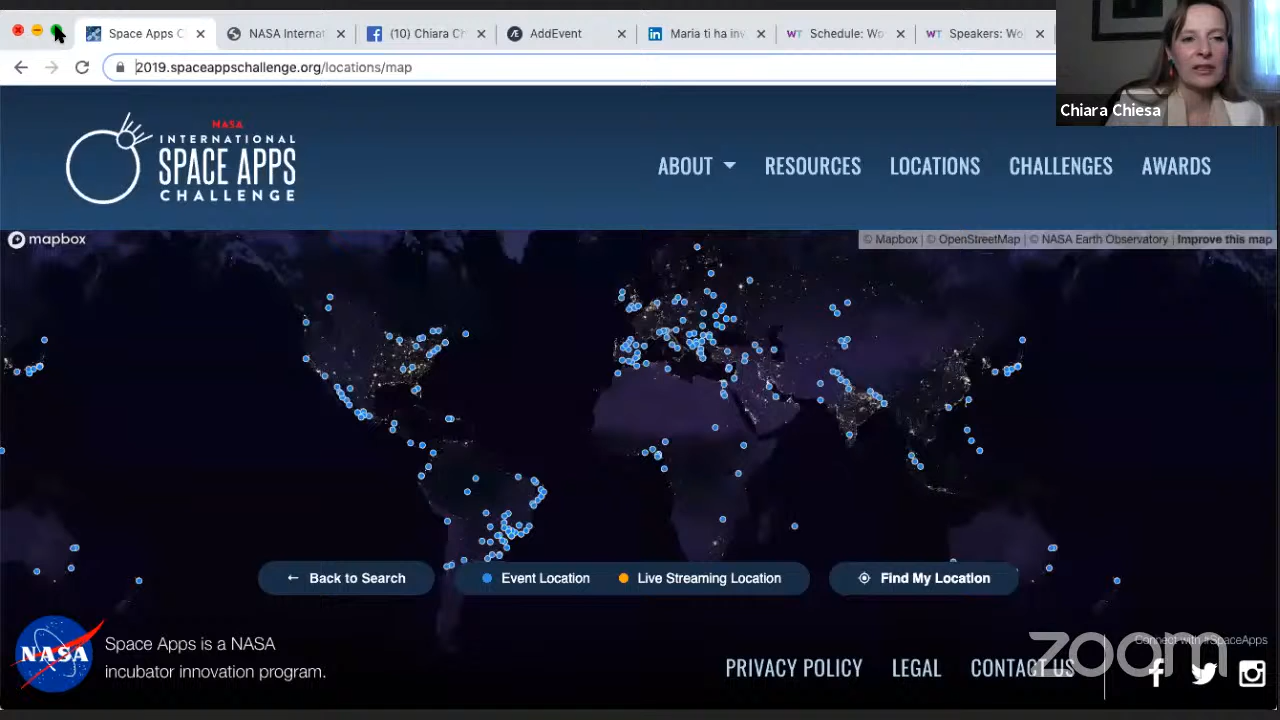 Space Apps C
NASA Internat
(10) Chiara Ch
AddEvent
Maria ti ha inv
Schedule: Wo
Speakers: Wo
2019.spaceappschallenge.org/locations/map
Chiara Chiesa
NASA
INTERNATIONAL
SPACE APPS
CHALLENGE
ABOUT
RESOURCES
LOCATIONS
CHALLENGES
AWARDS
mapbox
© Mapbox | © OpenStreetMap | © NASA Earth Observatory | Improve this map
← Back to Search
Event Location
Live Streaming Location
Find My Location
NASA
Space Apps is a NASA
incubator innovation program.
PRIVACY POLICY
LEGAL
CONTACT US
Connect with #SpaceApps
zoom